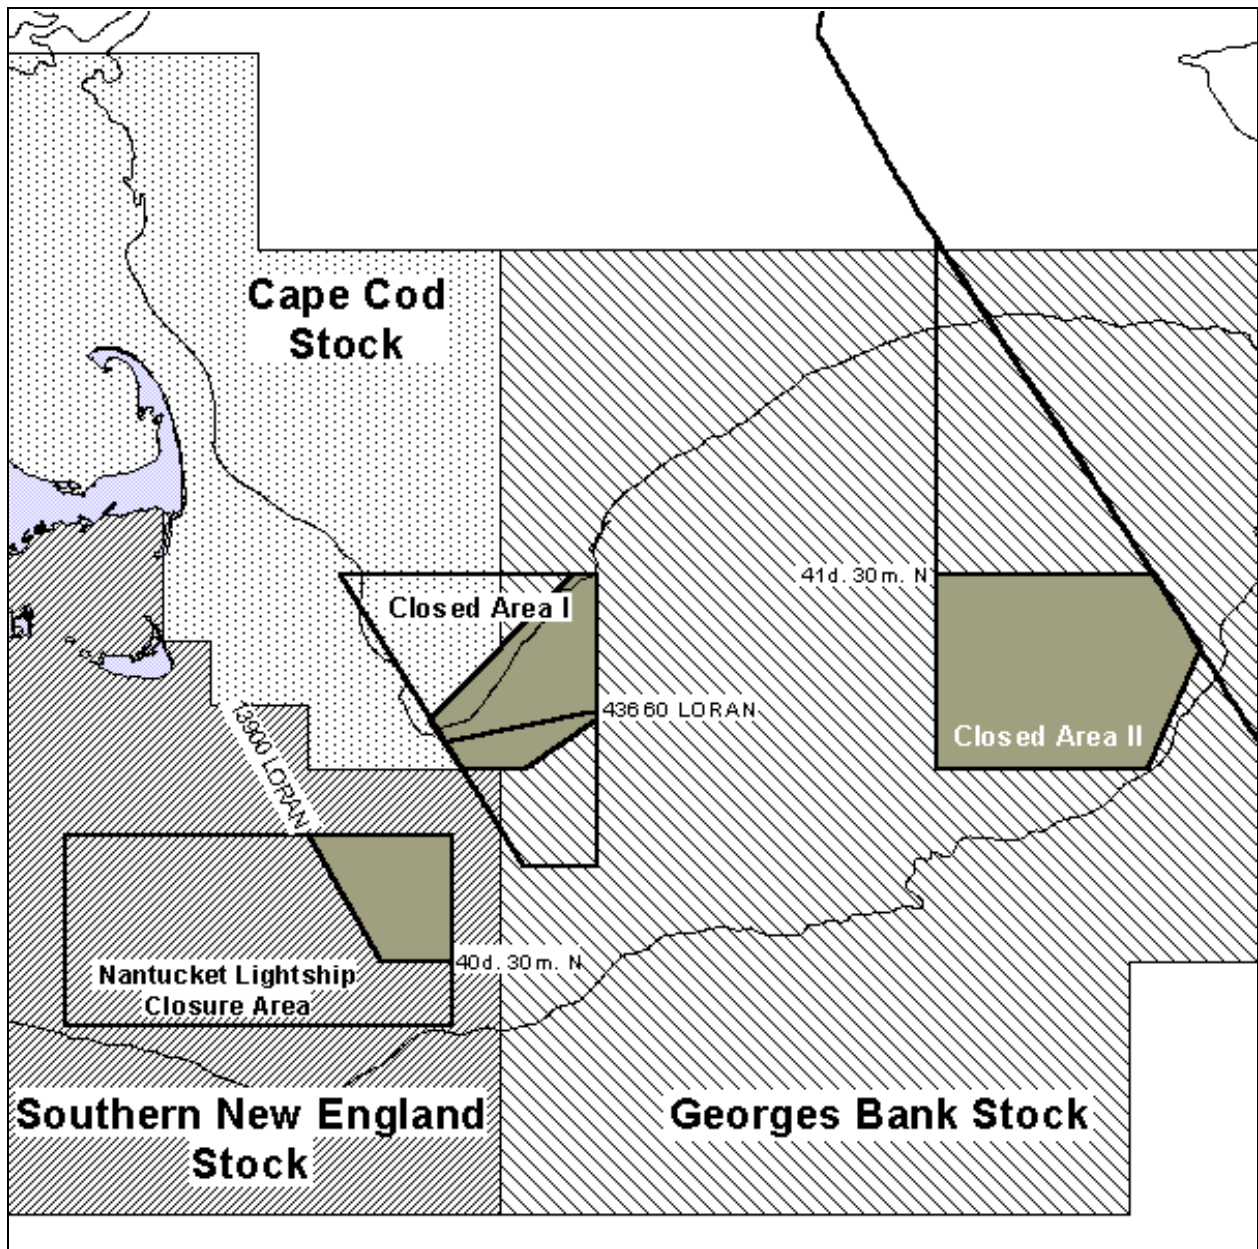 Cape Cod
Stock
41d. 30m. N
Closed Area I
43660 LORAN
13900 LORAN
Closed Area II
40d. 30m. N
Nantucket Lightship
Closure Area
Southern New England
Stock
Georges Bank Stock